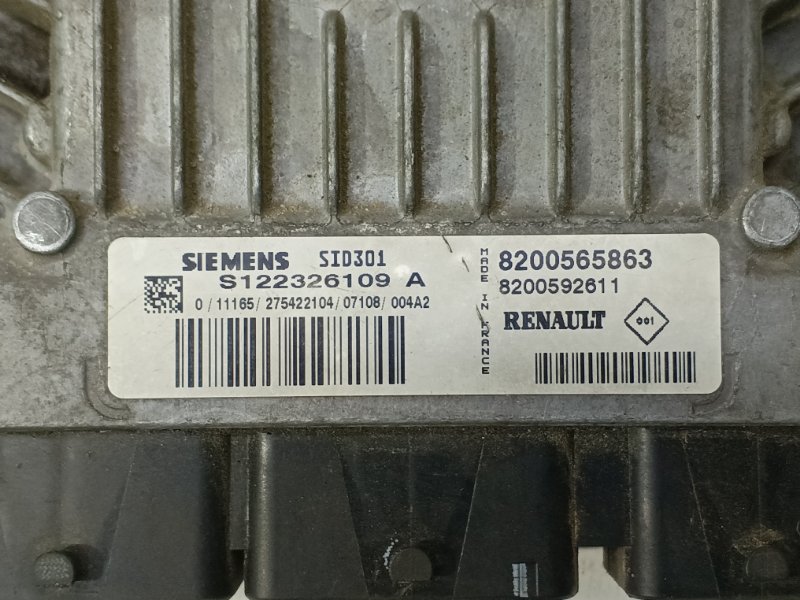 SIEMENS SID301
S122326109 A
0 / 11165 / 275422104 / 07108 / 004A2
MADE IN FRANCE
8200565863
8200592611
RENAULT 001